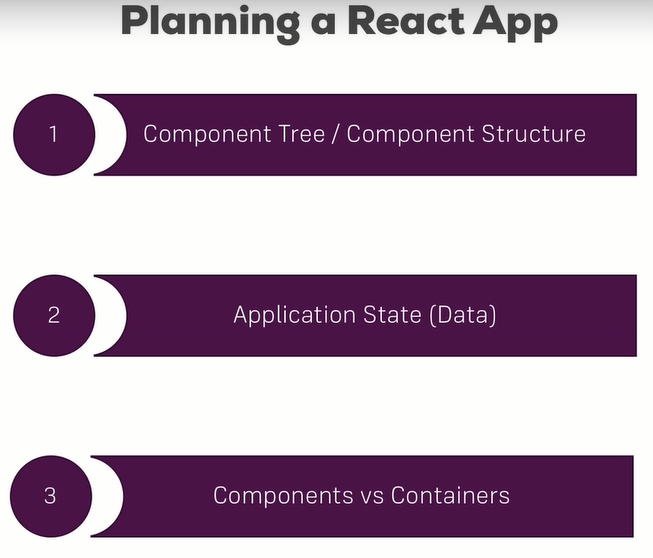 Planning a React App
1
Component Tree / Component Structure
2
Application State (Data)
3
Components vs Containers